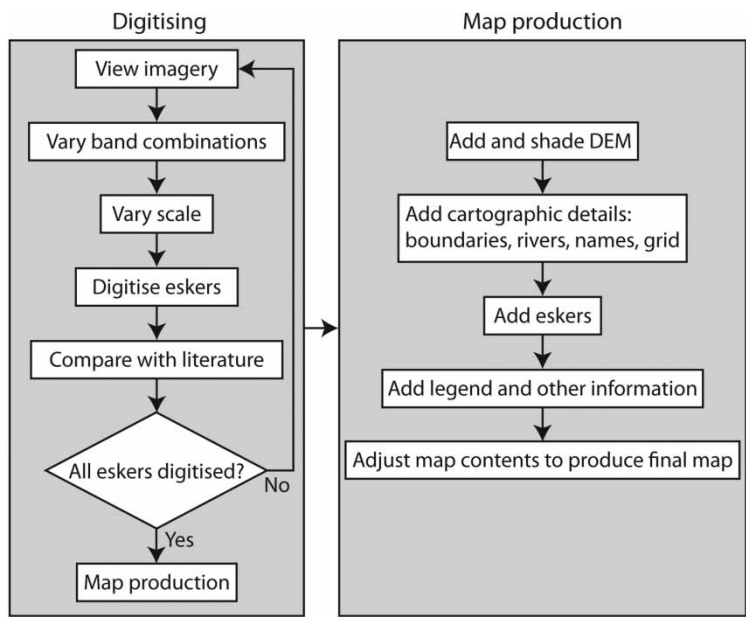 Digitising
View imagery
Vary band combinations
Vary scale
Digitise eskers
Compare with literature
All eskers digitised?
No
Yes
Map production
Map production
Add and shade DEM
Add cartographic details:
boundaries, rivers, names, grid
Add eskers
Add legend and other information
Adjust map contents to produce final map